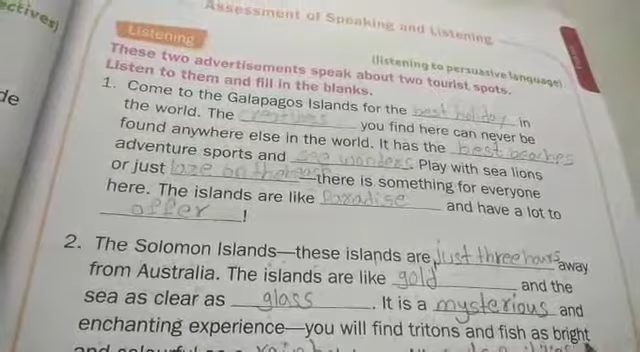 ectives)
Assessment of Speaking and Listening
Listening
(listening to persuasive language)
These two advertisements speak about two tourist spots.
Listen to them and fill in the blanks.
de
1. Come to the Galapagos Islands for the best holiday in
the world. The creatures you find here can never be
found anywhere else in the world. It has the best beaches
adventure sports and sea wonders. Play with sea lions
or just laze on the there is something for everyone
here. The islands are like Paradise and have a lot to
offer !
2. The Solomon Islands—these islands are just three hours away
from Australia. The islands are like gold and the
sea as clear as glass. It is a mysterious and
enchanting experience—you will find tritons and fish as bright
and